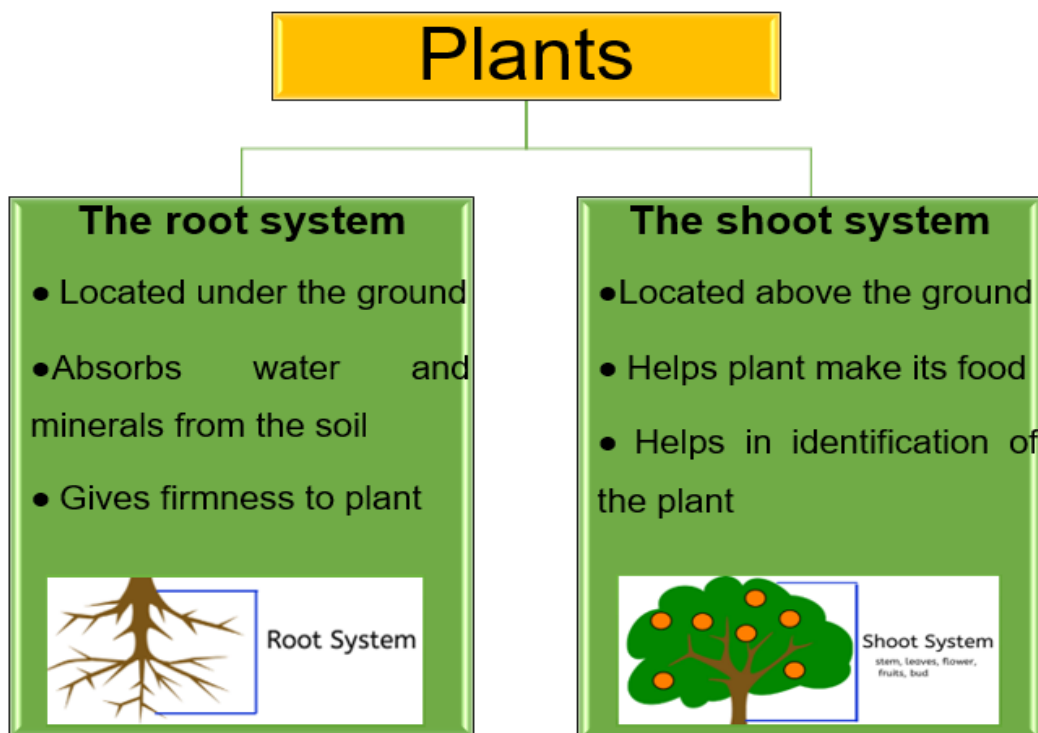 Plants
The root system
● Located under the ground
●Absorbs water and
minerals from the soil
● Gives firmness to plant
Root System
The shoot system
●Located above the ground
● Helps plant make its food
● Helps in identification of
the plant
Shoot System
stem, leaves, flower,
fruits, bud